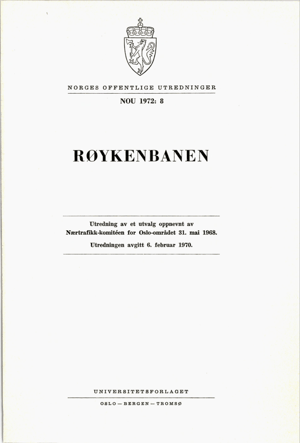 NORGES OFFENTLIGE UTREDNINGER
NOU 1972: 8
RØYKENBANEN
Utredning av et utvalg oppnevnt av
Nærtrafikk-komitéen for Oslo-området 31. mai 1968.
Utredningen avgitt 6. februar 1970.
UNIVERSITETSFORLAGET
OSLO — BERGEN — TROMSØ